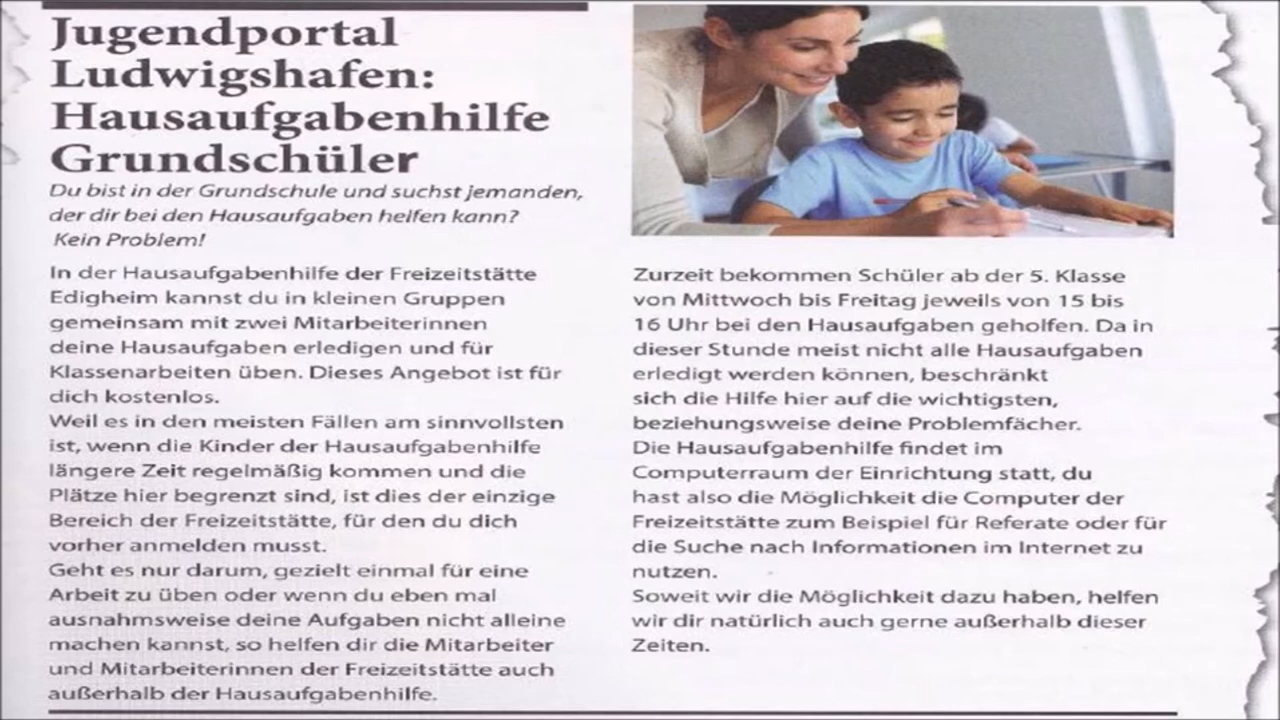 Jugendportal
Ludwigshafen:
Hausaufgabenhilfe
Grundschüler
Du bist in der Grundschule und suchst jemanden,
der dir bei den Hausaufgaben helfen kann?
Kein Problem!
In der Hausaufgabenhilfe der Freizeitstätte
Edigheim kannst du in kleinen Gruppen
gemeinsam mit zwei Mitarbeiterinnen
deine Hausaufgaben erledigen und für
Klassenarbeiten üben. Dieses Angebot ist für
dich kostenlos.
Weil es in den meisten Fällen am sinnvollsten
ist, wenn die Kinder der Hausaufgabenhilfe
längere Zeit regelmäßig kommen und die
Plätze hier begrenzt sind, ist dies der einzige
Bereich der Freizeitstätte, für den du dich
vorher anmelden musst.
Geht es nur darum, gezielt einmal für eine
Arbeit zu üben oder wenn du eben mal
ausnahmsweise deine Aufgaben nicht alleine
machen kannst, so helfen dir die Mitarbeiter
und Mitarbeiterinnen der Freizeitstätte auch
außerhalb der Hausaufgabenhilfe.
Zurzeit bekommen Schüler ab der 5. Klasse
von Mittwoch bis Freitag jeweils von 15 bis
16 Uhr bei den Hausaufgaben geholfen. Da in
dieser Stunde meist nicht alle Hausaufgaben
erledigt werden können, beschränkt
sich die Hilfe hier auf die wichtigsten,
beziehungsweise deine Problemfächer.
Die Hausaufgabenhilfe findet im
Computerraum der Einrichtung statt, du
hast also die Möglichkeit die Computer der
Freizeitstätte zum Beispiel für Referate oder für
die Suche nach Informationen im Internet zu
nutzen.
Soweit wir die Möglichkeit dazu haben, helfen
wir dir natürlich auch gerne außerhalb dieser
Zeiten.